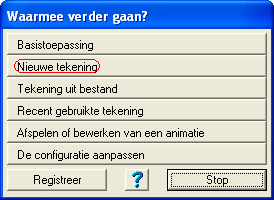 Waarmee verder gaan?
Basistoepassing
Nieuwe tekening
Tekening uit bestand
Recent gebruikte tekening
Afspelen of bewerken van een animatie
De configuratie aanpassen
Registreer ? Stop